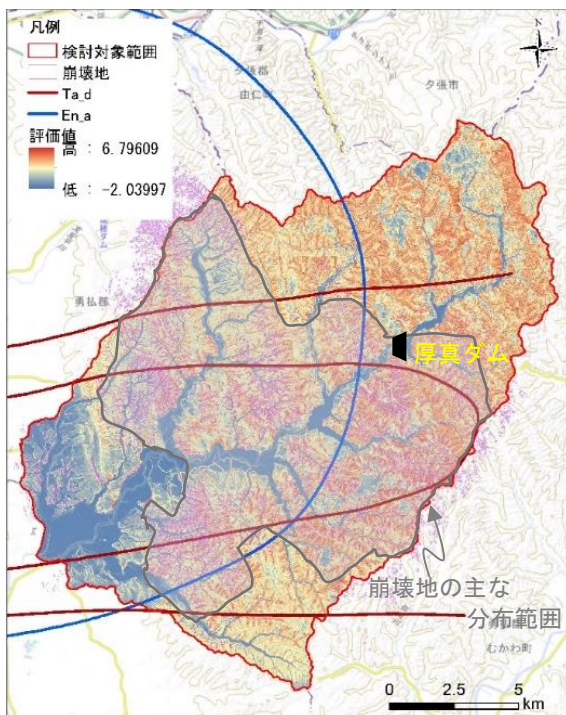 凡例
検討対象範囲
崩壊地
Ta_d
En_a
評価値
高 : 6.79609
低 : -2.03997
夕張郡
由仁町
夕張市
N
勇払郡
厚真ダム
崩壊地の主な
分布範囲
むかわ町
0 2.5 5
km